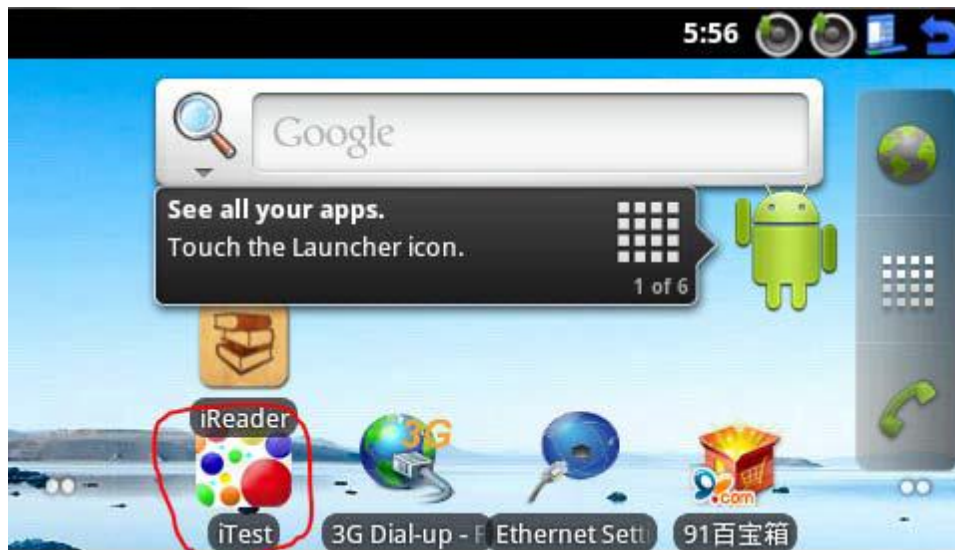 5:56
Google
See all your apps.
Touch the Launcher icon.
1 of 6
iReader
3G
91.com
iTest
3G Dial-up -
Ethernet Setti
91百宝箱